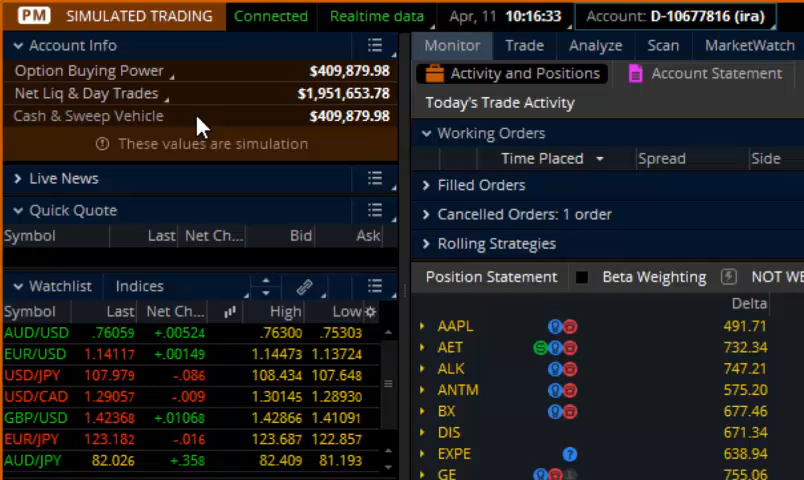 PM SIMULATED TRADING Connected Realtime data Apr, 11 10:16:33 Account: D-10677816 (ira)
Account Info
Option Buying Power $409,879.98
Net Liq & Day Trades $1,951,653.78
Cash & Sweep Vehicle $409,879.98
These values are simulation
Live News
Quick Quote
Symbol Last Net Ch... Bid Ask
Watchlist Indices
Symbol Last Net Ch... High Low
AUD/USD .76059 +.00524 .76300 .75303
EUR/USD 1.14117 +.00149 1.14473 1.13724
USD/JPY 107.979 -.086 108.434 107.648
USD/CAD 1.29057 -.009 1.30145 1.28930
GBP/USD 1.42368 +.01068 1.42866 1.41091
EUR/JPY 123.182 -.016 123.687 122.857
AUD/JPY 82.026 +.358 82.409 81.193
Monitor Trade Analyze Scan MarketWatch
Activity and Positions Account Statement
Today's Trade Activity
Working Orders
Time Placed Spread Side
Filled Orders
Cancelled Orders: 1 order
Rolling Strategies
Position Statement Beta Weighting NOT WE
Delta
AAPL 491.71
AET 732.34
ALK 747.21
ANTM 575.20
BX 677.46
DIS 671.34
EXPE ? 638.94
GE 755.06